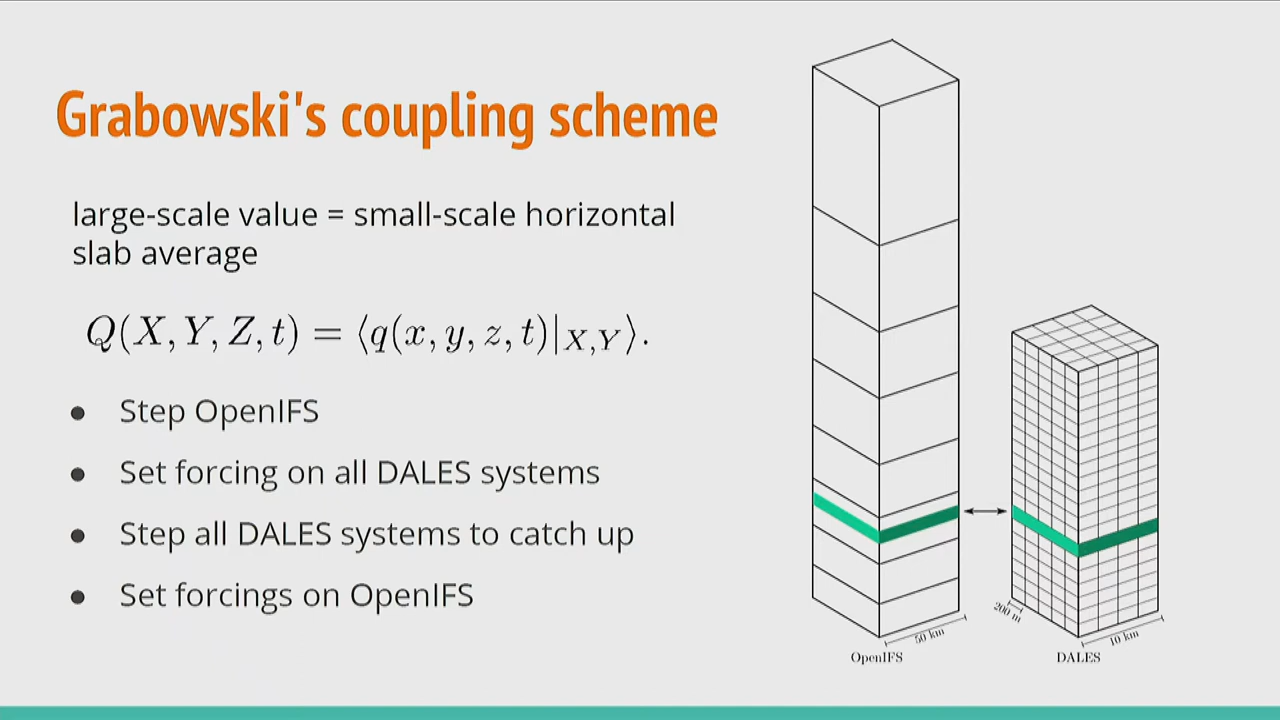 Grabowski's coupling scheme
large-scale value = small-scale horizontal
slab average
Q(X, Y, Z, t) = ⟨q(x, y, z, t)|X,Y⟩.
● Step OpenIFS
● Set forcing on all DALES systems
● Step all DALES systems to catch up
● Set forcings on OpenIFS
50 km
OpenIFS
200 m
10 km
DALES